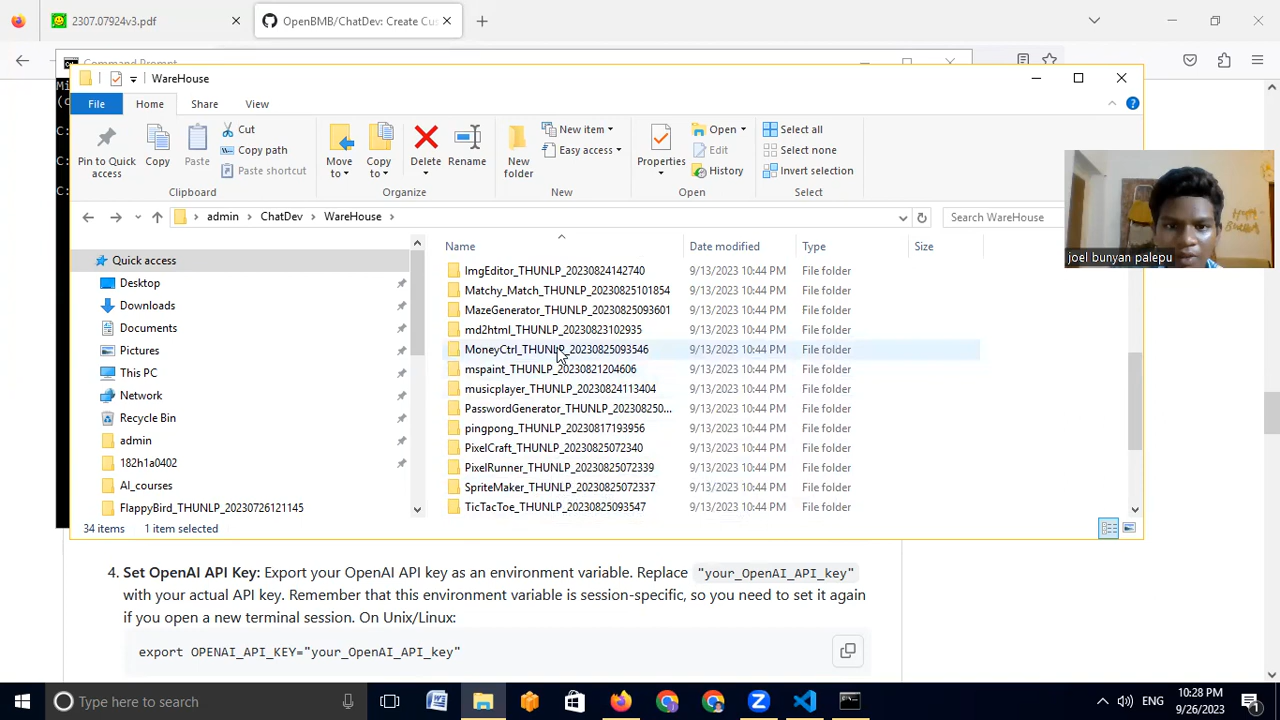 2307.07924v3.pdf
OpenBMB/ChatDev: Create Cus
Command Prompt
WareHouse
File
Home
Share
View
Pin to Quick access
Copy
Paste
Cut
Copy path
Paste shortcut
Clipboard
Move to
Copy to
Delete
Rename
Organize
New folder
New item
Easy access
New
Properties
Open
Edit
History
Open
Select all
Select none
Invert selection
Select
joel bunyan palepu
admin
ChatDev
WareHouse
Search WareHouse
Name
Date modified
Type
Size
Quick access
Desktop
Downloads
Documents
Pictures
This PC
Network
Recycle Bin
admin
182h1a0402
AI_courses
FlappyBird_THUNLP_20230726121145
ImgEditor_THUNLP_20230824142740 9/13/2023 10:44 PM File folder
Matchy_Match_THUNLP_20230825101854 9/13/2023 10:44 PM File folder
MazeGenerator_THUNLP_20230825093601 9/13/2023 10:44 PM File folder
md2html_THUNLP_20230823102935 9/13/2023 10:44 PM File folder
MoneyCtrl_THUNLP_20230825093546 9/13/2023 10:44 PM File folder
mspaint_THUNLP_20230821204606 9/13/2023 10:44 PM File folder
musicplayer_THUNLP_20230824113404 9/13/2023 10:44 PM File folder
PasswordGenerator_THUNLP_202308250... 9/13/2023 10:44 PM File folder
pingpong_THUNLP_20230817193956 9/13/2023 10:44 PM File folder
PixelCraft_THUNLP_20230825072340 9/13/2023 10:44 PM File folder
PixelRunner_THUNLP_20230825072339 9/13/2023 10:44 PM File folder
SpriteMaker_THUNLP_20230825072337 9/13/2023 10:44 PM File folder
TicTacToe_THUNLP_20230825093547 9/13/2023 10:44 PM File folder
34 items
1 item selected
4. Set OpenAI API Key: Export your OpenAI API key as an environment variable. Replace "your_OpenAI_API_key"
with your actual API key. Remember that this environment variable is session-specific, so you need to set it again
if you open a new terminal session. On Unix/Linux:
export OPENAI_API_KEY="your_OpenAI_API_key"
Type here to search
ENG
10:28 PM
9/26/2023